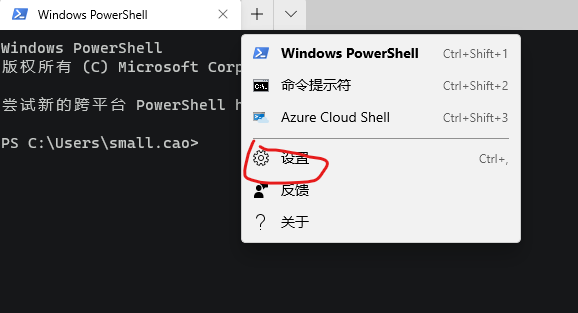 Windows PowerShell
Windows PowerShell
版权所有 (C) Microsoft Corp
尝试新的跨平台 PowerShell h
PS C:\Users\small.cao>
Windows PowerShell Ctrl+Shift+1
命令提示符 Ctrl+Shift+2
Azure Cloud Shell Ctrl+Shift+3
设置 Ctrl+,
反馈
关于